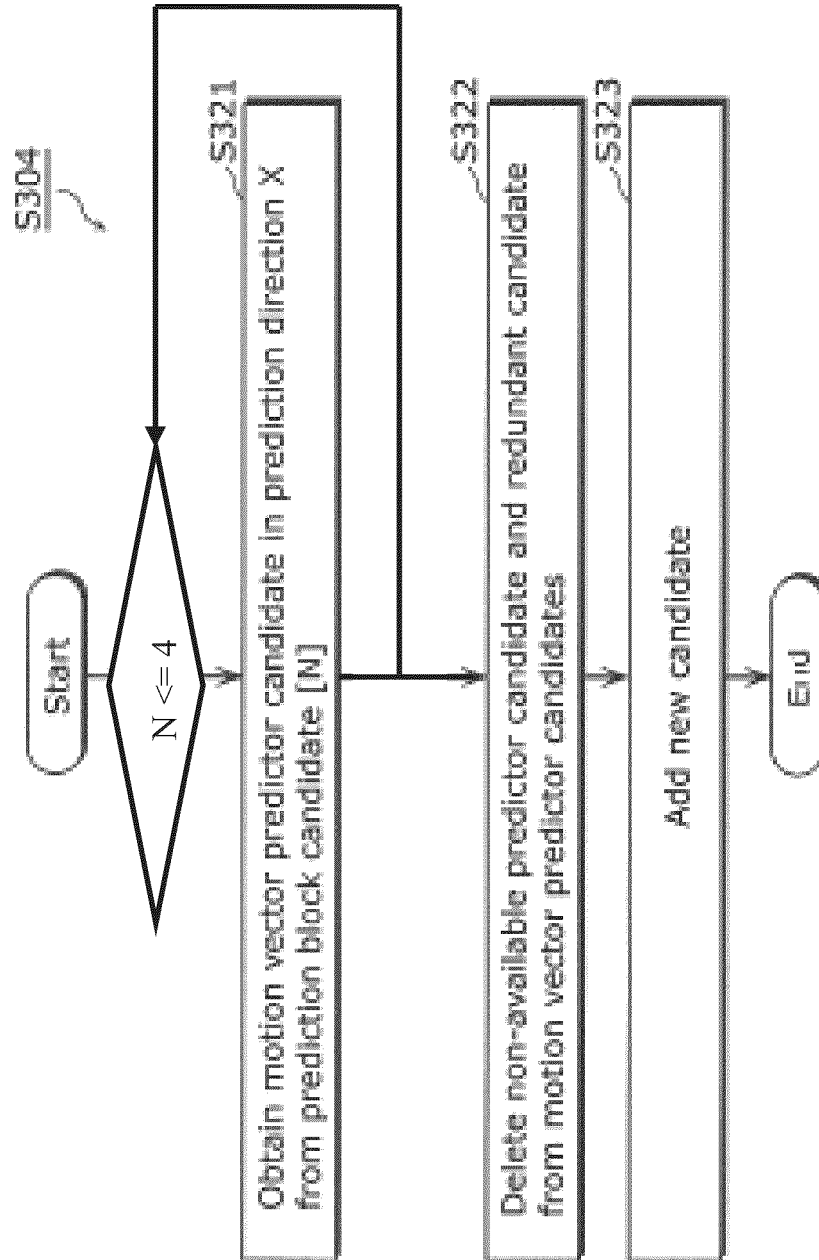 S304
Start
N <= 4
S321
Obtain motion vector predictor candidate in prediction direction X
from prediction block candidate [N]
S322
Delete non-available predictor candidate and redundant candidate
from motion vector predictor candidates
S323
Add new candidate
End